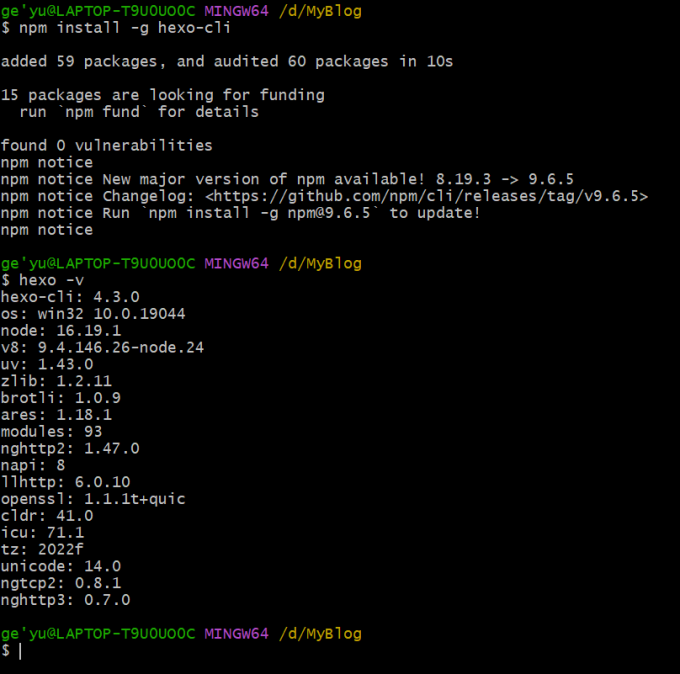 ge'yu@LAPTOP-T9U0UO0C MINGW64 /d/MyBlog
$ npm install -g hexo-cli
added 59 packages, and audited 60 packages in 10s
15 packages are looking for funding
  run `npm fund` for details
found 0 vulnerabilities
npm notice
npm notice New major version of npm available! 8.19.3 -> 9.6.5
npm notice Changelog: <https://github.com/npm/cli/releases/tag/v9.6.5>
npm notice Run `npm install -g npm@9.6.5` to update!
npm notice
ge'yu@LAPTOP-T9U0UO0C MINGW64 /d/MyBlog
$ hexo -v
hexo-cli: 4.3.0
os: win32 10.0.19044
node: 16.19.1
v8: 9.4.146.26-node.24
uv: 1.43.0
zlib: 1.2.11
brotli: 1.0.9
ares: 1.18.1
modules: 93
nghttp2: 1.47.0
napi: 8
llhttp: 6.0.10
openssl: 1.1.1t+quic
cldr: 41.0
icu: 71.1
tz: 2022f
unicode: 14.0
ngtcp2: 0.8.1
nghttp3: 0.7.0
ge'yu@LAPTOP-T9U0UO0C MINGW64 /d/MyBlog
$